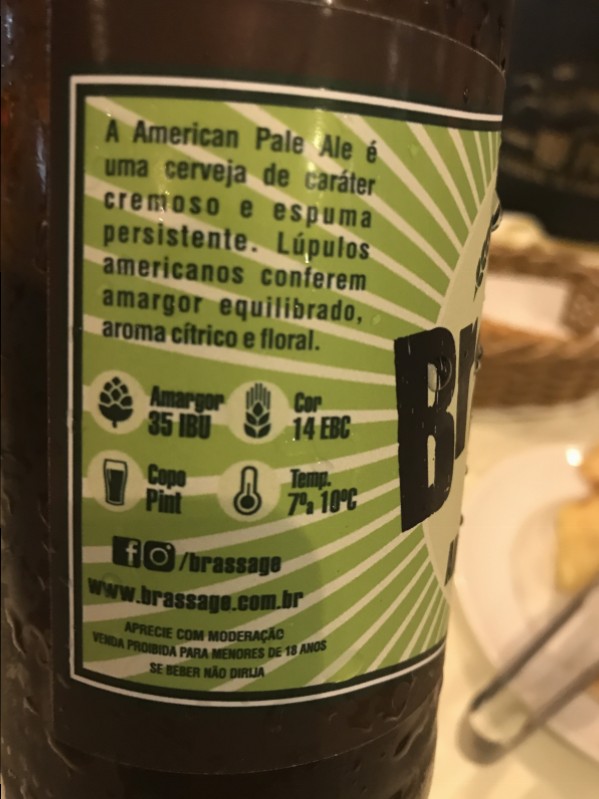 A American Pale Ale é
uma cerveja de caráter
cremoso e espuma
persistente. Lúpulos
americanos conferem
amargor equilibrado,
aroma cítrico e floral.
Amargor
35 IBU
Cor
14 EBC
Copo
Pint
Temp.
7º a 10ºC
/brassage
www.brassage.com.br
APRECIE COM MODERAÇÃO
VENDA PROIBIDA PARA MENORES DE 18 ANOS
SE BEBER NÃO DIRIJA